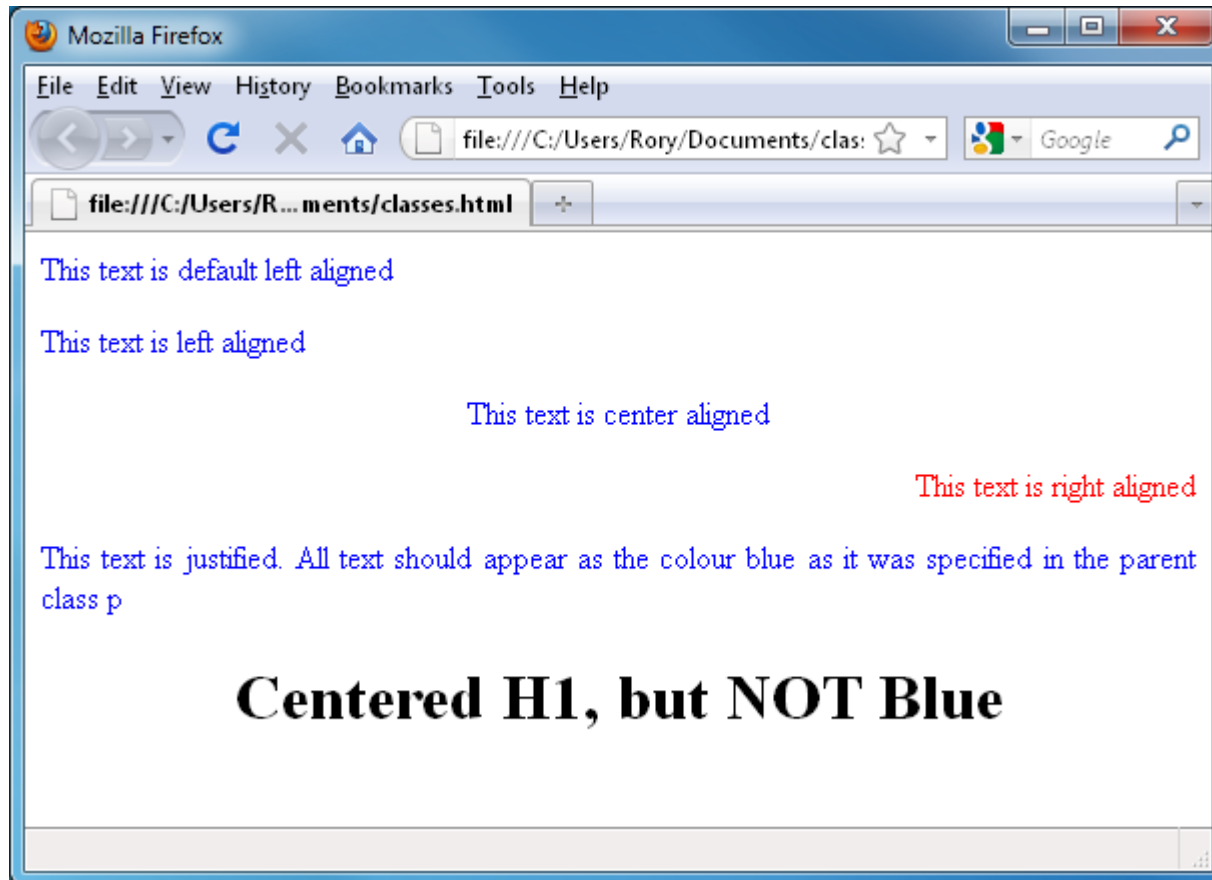 Mozilla Firefox
File Edit View History Bookmarks Tools Help
file:///C:/Users/Rory/Documents/clas: Google
file:///C:/Users/R...ments/classes.html
This text is default left aligned
This text is left aligned
This text is center aligned
This text is right aligned
This text is justified. All text should appear as the colour blue as it was specified in the parent
class p
Centered H1, but NOT Blue